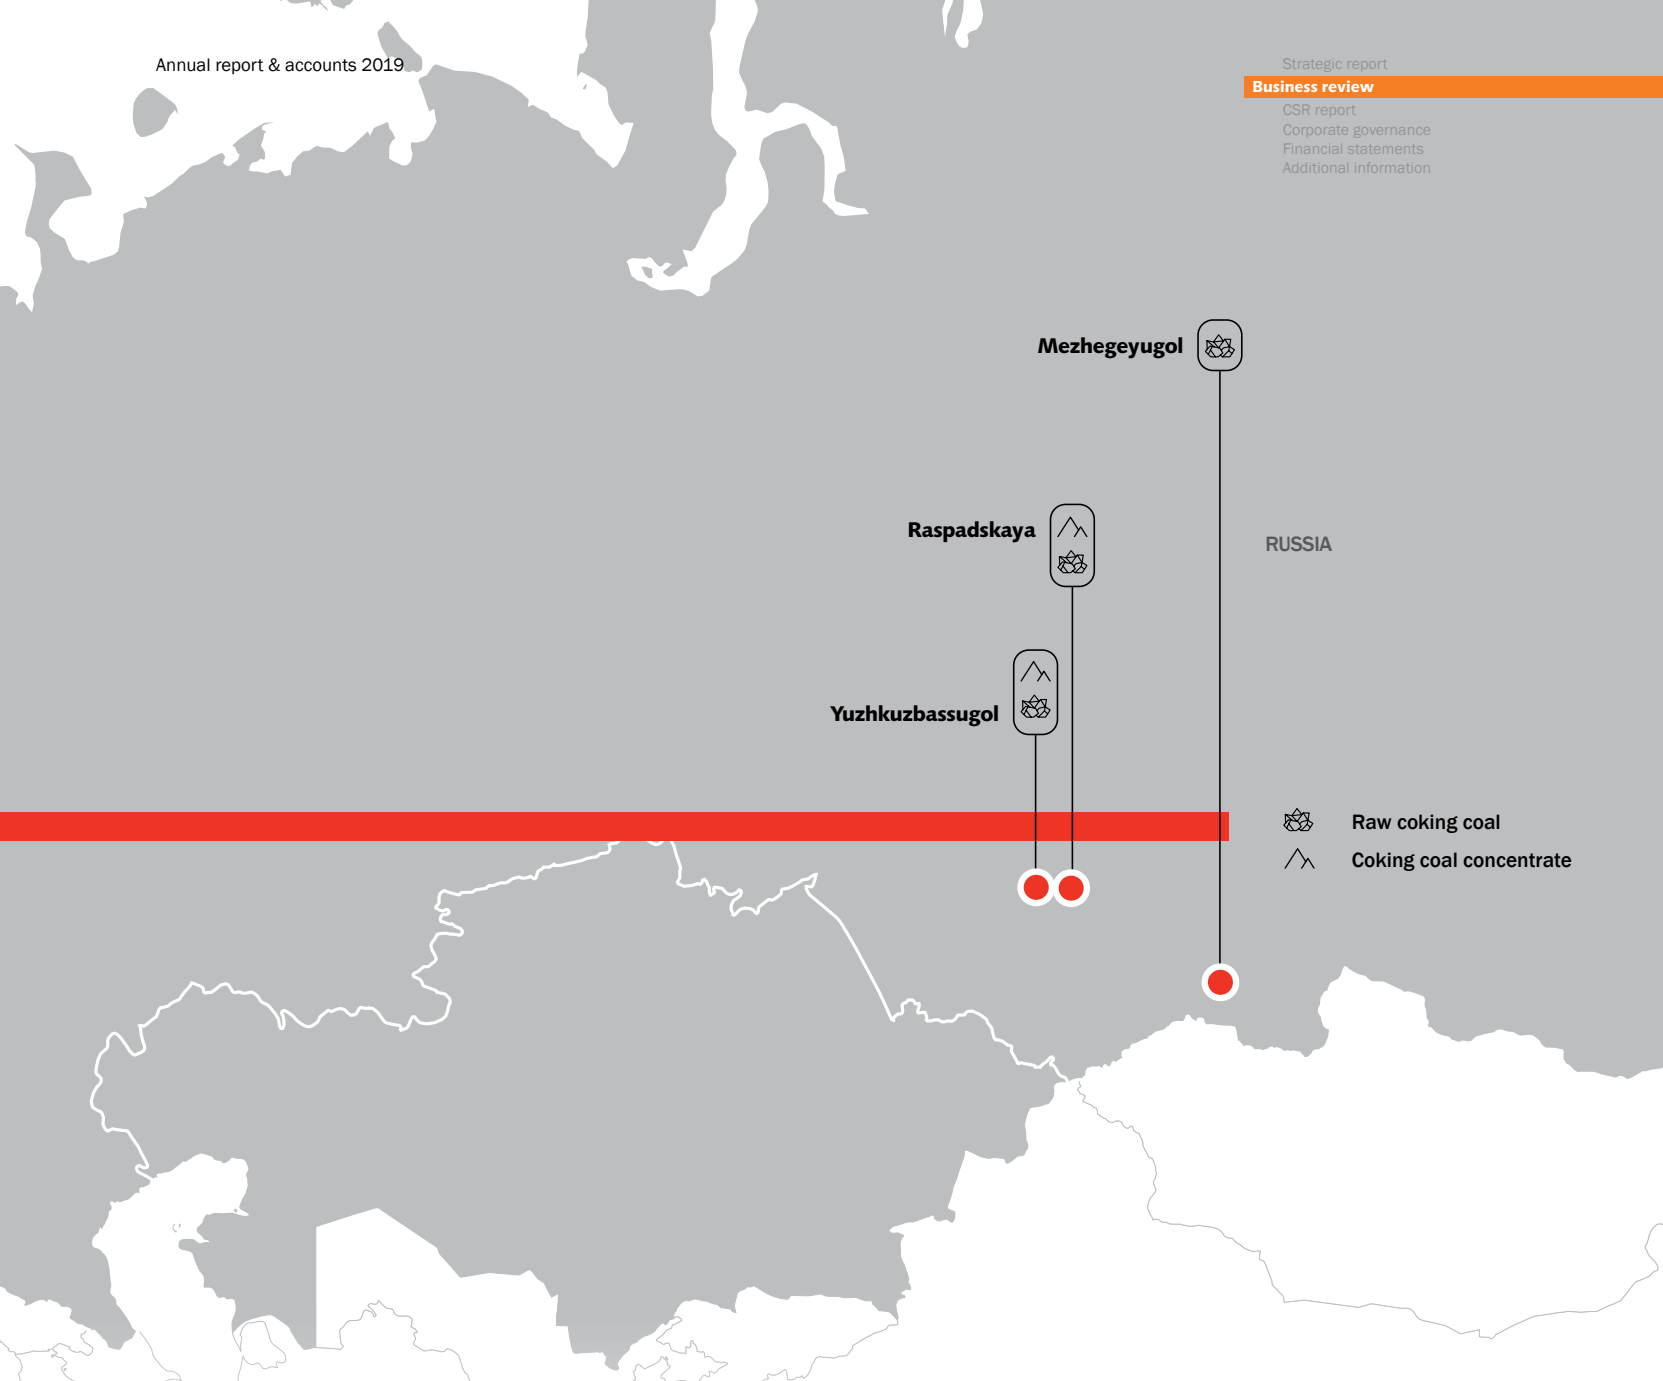 Annual report & accounts 2019
Strategic report
Business review
CSR report
Corporate governance
Financial statements
Additional information
Mezhegeyugol
Raspadskaya
RUSSIA
Yuzhkuzbassugol
Raw coking coal
Coking coal concentrate